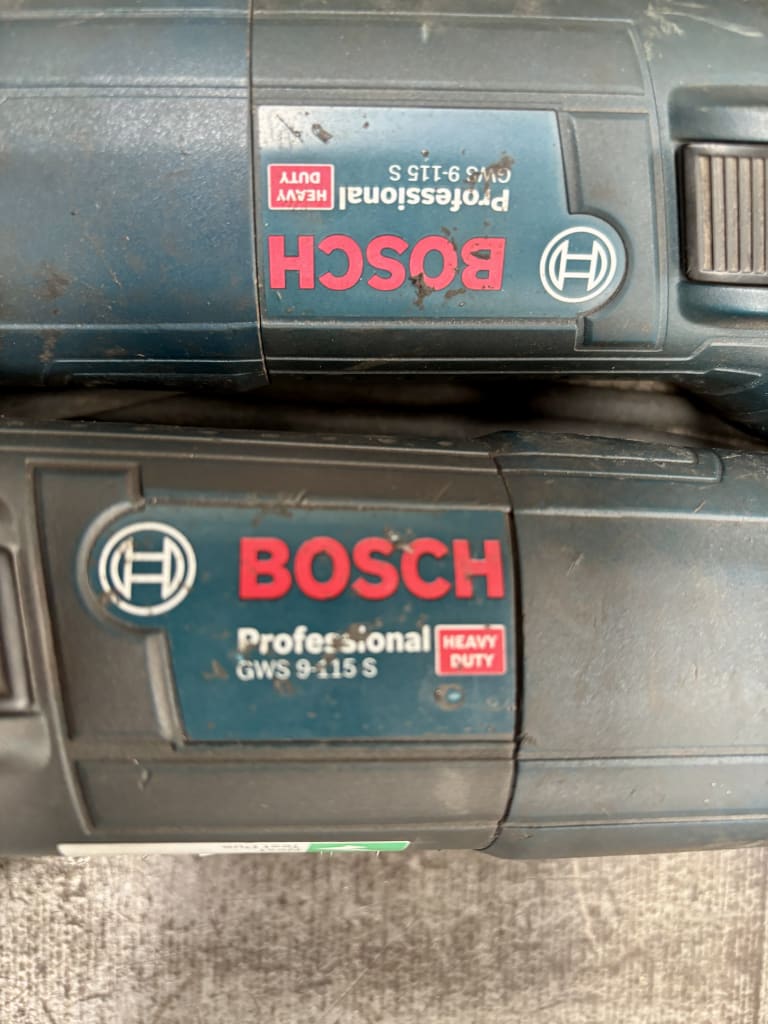 GWS 9-115 S
HEAVY
DUTY
Professional
BOSCH
BOSCH
Professional
HEAVY
DUTY
GWS 9-115 S